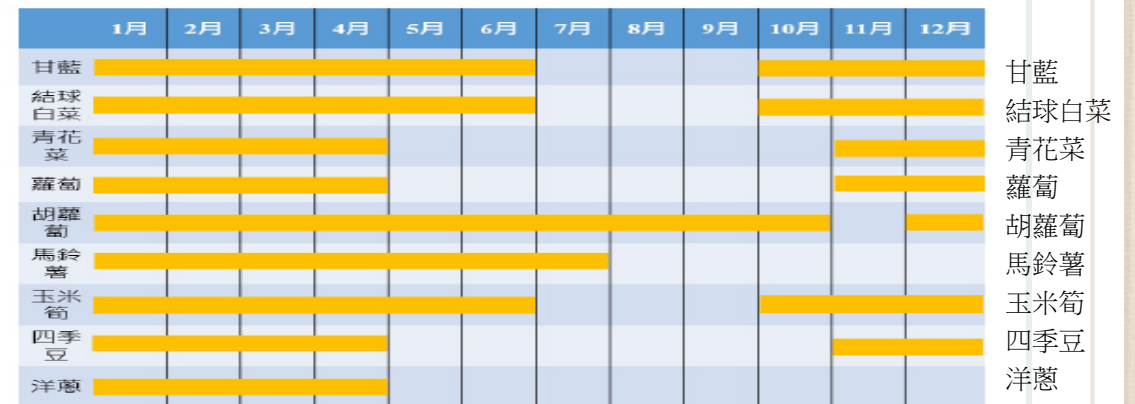 1月 2月 3月 4月 5月 6月 7月 8月 9月 10月 11月 12月
甘藍
結球
白菜
青花
菜
蘿蔔
胡蘿
蔔
馬鈴
薯
玉米
筍
四季
豆
洋蔥
甘藍
結球白菜
青花菜
蘿蔔
胡蘿蔔
馬鈴薯
玉米筍
四季豆
洋蔥